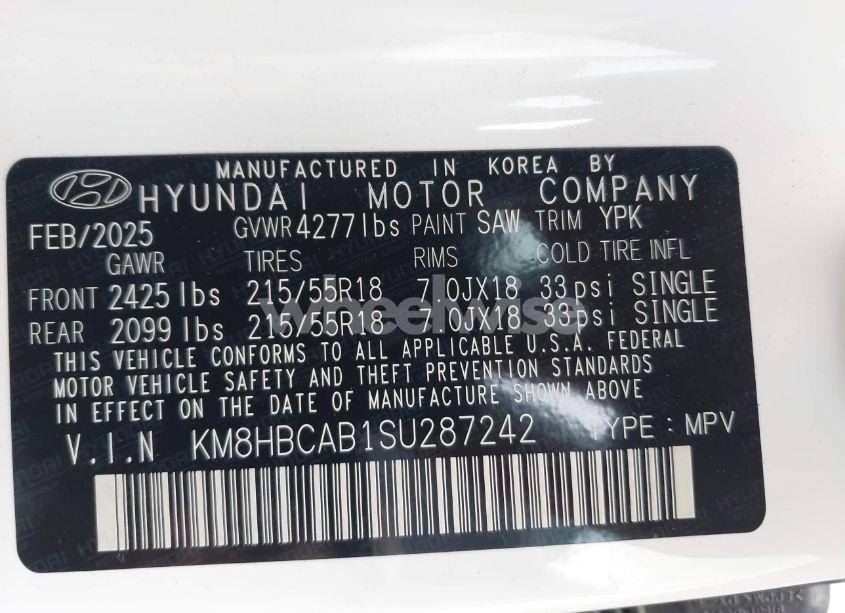 MANUFACTURED IN KOREA BY
HYUNDAI MOTOR COMPANY
FEB/2025 GVWR 4277lbs PAINT SAW TRIM YPK
GAWR TIRES RIMS COLD TIRE INFL
FRONT 2425 lbs 215/55R18 7.0JX18 33psi SINGLE
REAR 2099 lbs 215/55R18 7.0JX18 33psi SINGLE
wheelwise
THIS VEHICLE CONFORMS TO ALL APPLICABLE U.S.A. FEDERAL
MOTOR VEHICLE SAFETY AND THEFT PREVENTION STANDARDS
IN EFFECT ON THE DATE OF MANUFACTURE SHOWN ABOVE
V.I.N KM8HBCAB1SU287242 TYPE : MPV